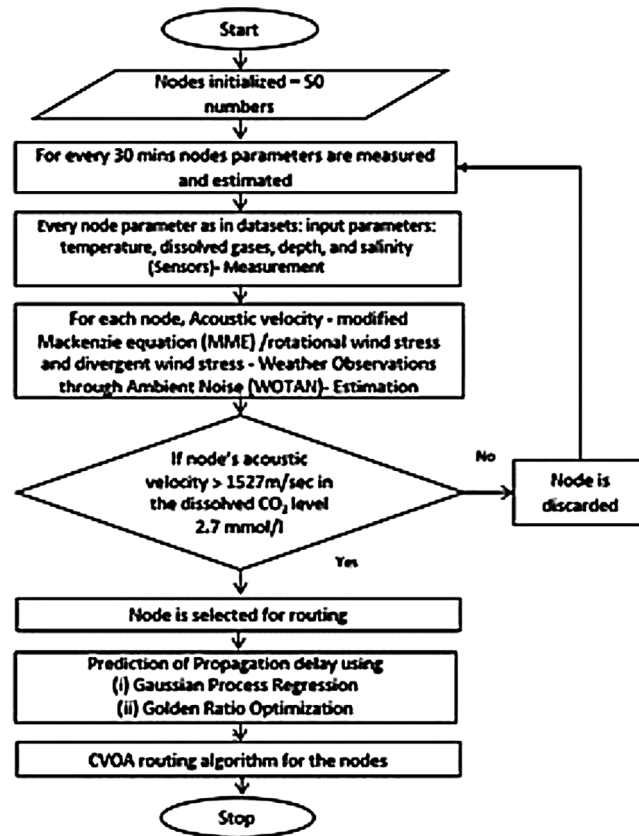 Start
Nodes initialized = 50
numbers
For every 30 mins nodes parameters are measured
and estimated
Every node parameter as in datasets: input parameters:
temperature, dissolved gases, depth, and salinity
(Sensors)- Measurement
For each node, Acoustic velocity - modified
Mackenzie equation (MME) /rotational wind stress
and divergent wind stress - Weather Observations
through Ambient Noise (WOTAN)- Estimation
If node's acoustic
velocity > 1527m/sec in
the dissolved CO₂ level
2.7 mmol/l
No
Node is
discarded
Yes
Node is selected for routing
Prediction of Propagation delay using
(i) Gaussian Process Regression
(ii) Golden Ratio Optimization
CVOA routing algorithm for the nodes
Stop